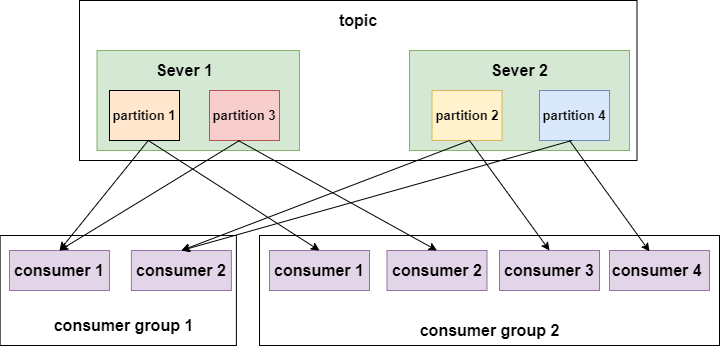 topic
Sever 1
Sever 2
partition 1
partition 3
partition 2
partition 4
consumer 1
consumer 2
consumer 1
consumer 2
consumer 3
consumer 4
consumer group 1
consumer group 2